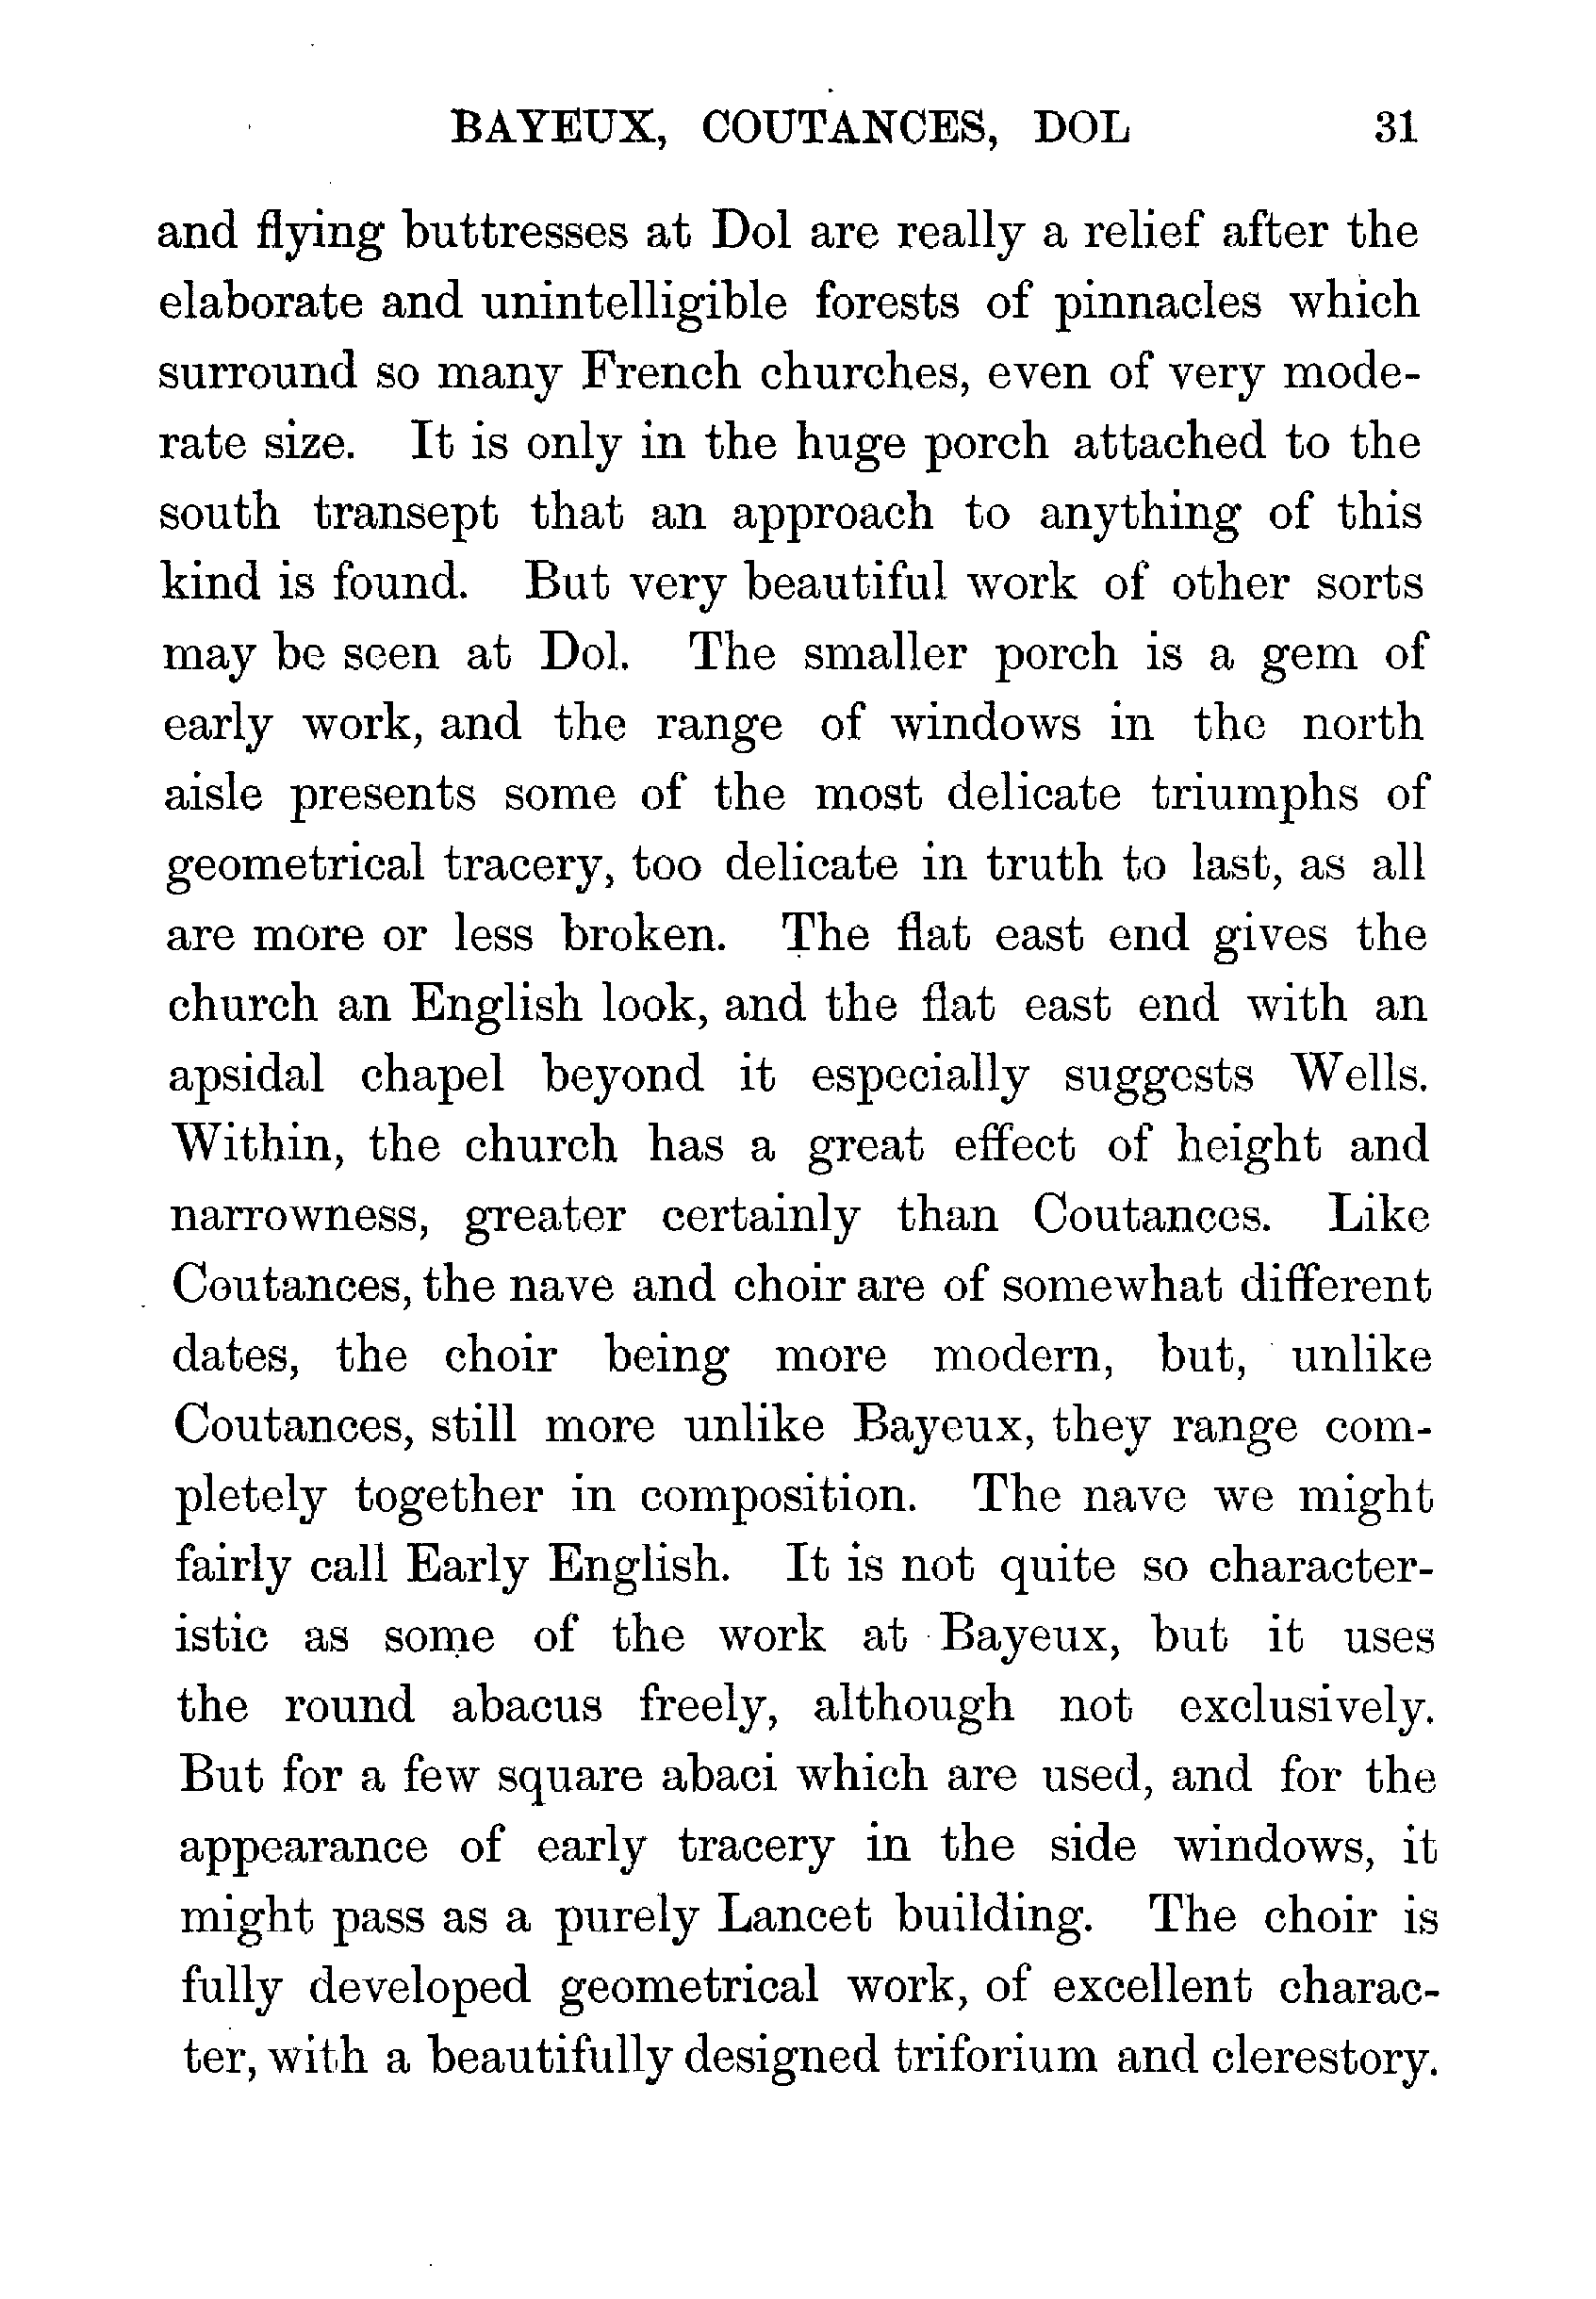 BAYEUX, COUTANCES, DOL 31
and flying buttresses at Dol are really a relief after the
elaborate and unintelligible forests of pinnacles which
surround so many French churches, even of very mode-
rate size. It is only in the huge porch attached to the
south transept that an approach to anything of this
kind is found. But very beautiful work of other sorts
may be seen at Dol. The smaller porch is a gem of
early work, and the range of windows in the north
aisle presents some of the most delicate triumphs of
geometrical tracery, too delicate in truth to last, as all
are more or less broken. The flat east end gives the
church an English look, and the flat east end with an
apsidal chapel beyond it especially suggests Wells.
Within, the church has a great effect of height and
narrowness, greater certainly than Coutances. Like
Coutances, the nave and choir are of somewhat different
dates, the choir being more modern, but, unlike
Coutances, still more unlike Bayeux, they range com-
pletely together in composition. The nave we might
fairly call Early English. It is not quite so character-
istic as some of the work at Bayeux, but it uses
the round abacus freely, although not exclusively.
But for a few square abaci which are used, and for the
appearance of early tracery in the side windows, it
might pass as a purely Lancet building. The choir is
fully developed geometrical work, of excellent charac-
ter, with a beautifully designed triforium and clerestory.